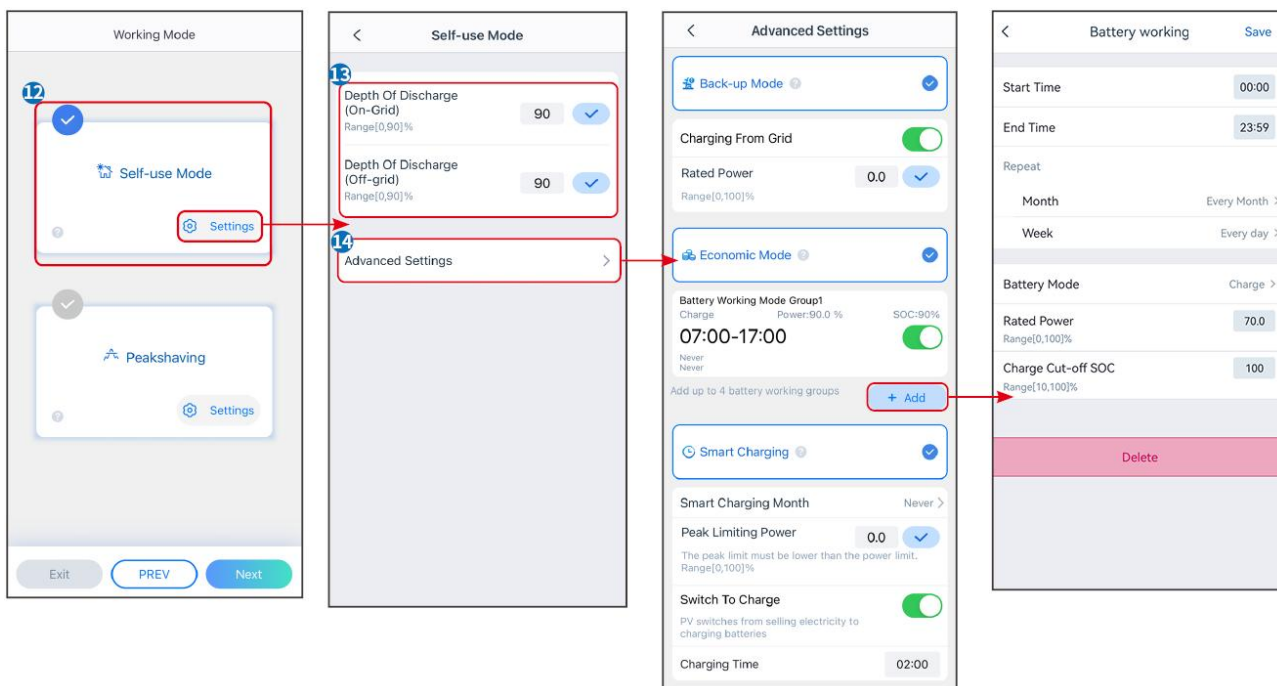 Working Mode
12
Self-use Mode
Settings
Peakshaving
Settings
Exit
PREV
Next
Self-use Mode
13
Depth Of Discharge
(On-Grid)
90
Range[0,90]%
Depth Of Discharge
(Off-grid)
90
Range[0,90]%
14
Advanced Settings
Advanced Settings
Back-up Mode
Charging From Grid
Rated Power
0.0
Range[0,100]%
Economic Mode
Battery Working Mode Group1
Charge Power:90.0 % SOC:90%
07:00-17:00
Never
Never
Add up to 4 battery working groups
+ Add
Smart Charging
Smart Charging Month Never
Peak Limiting Power
0.0
The peak limit must be lower than the power limit.
Range[0,100]%
Switch To Charge
PV switches from selling electricity to
charging batteries
Charging Time 02:00
Battery working Save
Start Time 00:00
End Time 23:59
Repeat
Month Every Month
Week Every day
Battery Mode Charge
Rated Power 70.0
Range[0,100]%
Charge Cut-off SOC 100
Range[10,100]%
Delete